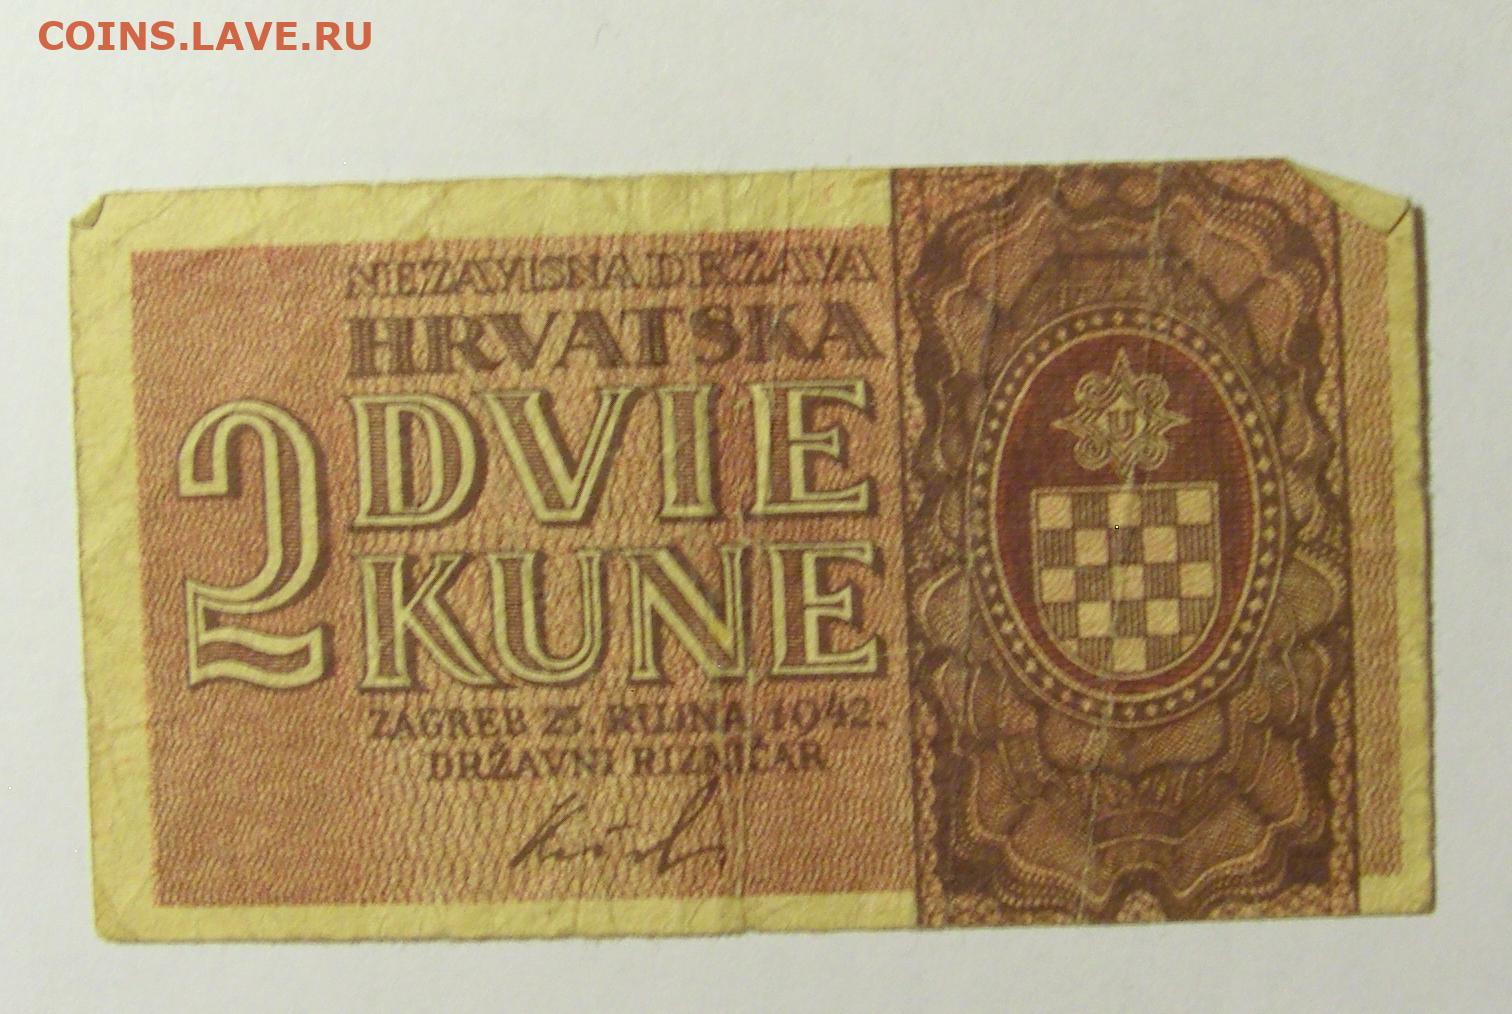 COINS.LAVE.RU
NEZAVISNA DRŽAVA
HRVATSKA
2
DVIE
KUNE
ZAGREB 25. RUJNA 1942.
DRŽAVNI RIZNIČAR
U